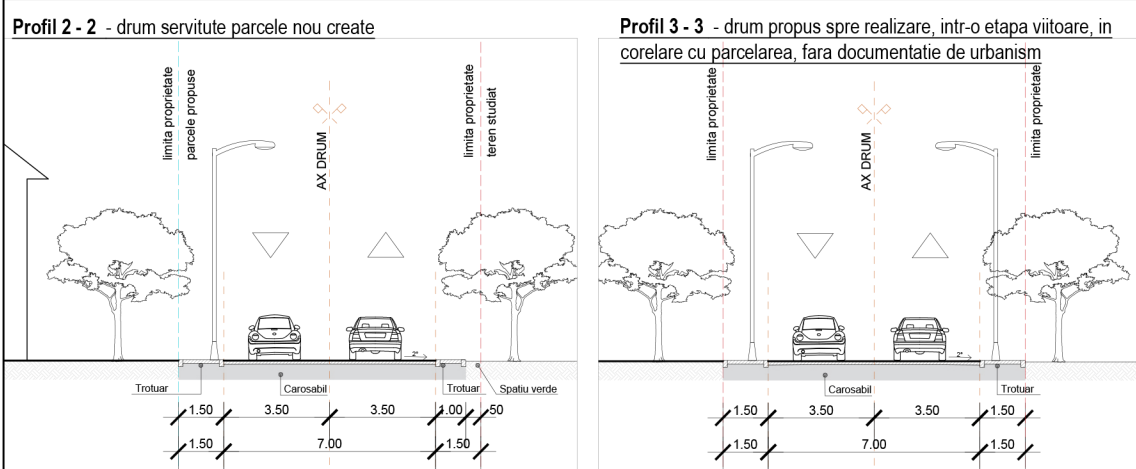 Profil 2 - 2 - drum servitute parcele nou create
limita proprietate
parcele propuse
AX DRUM
limita proprietate
teren studiat
2°
Trotuar
Carosabil
Trotuar
Spatiu verde
1.50
3.50
3.50
1.00
50
1.50
7.00
1.50
Profil 3 - 3 - drum propus spre realizare, intr-o etapa viitoare, in
corelare cu parcelarea, fara documentatie de urbanism
limita proprietate
AX DRUM
limita proprietate
2°
Carosabil
Trotuar
1.50
3.50
3.50
1.50
1.50
7.00
1.50